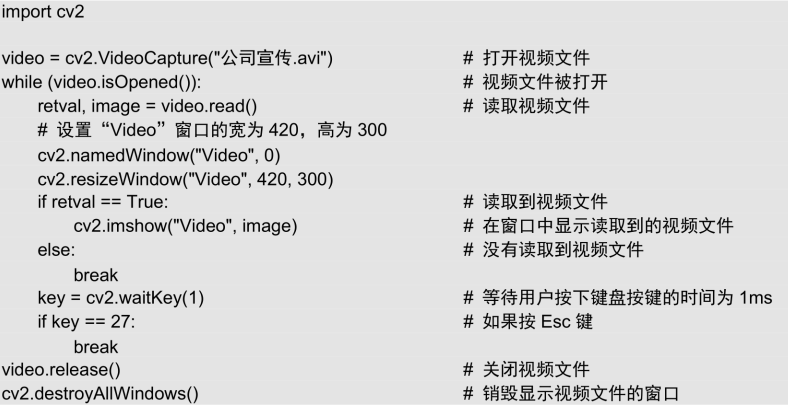 import cv2
video = cv2.VideoCapture("公司宣传.avi") # 打开视频文件
while (video.isOpened()): # 视频文件被打开
    retval, image = video.read() # 读取视频文件
    # 设置“Video”窗口的宽为 420，高为 300
    cv2.namedWindow("Video", 0)
    cv2.resizeWindow("Video", 420, 300)
    if retval == True: # 读取到视频文件
        cv2.imshow("Video", image) # 在窗口中显示读取到的视频文件
    else: # 没有读取到视频文件
        break
    key = cv2.waitKey(1) # 等待用户按下键盘按键的时间为 1ms
    if key == 27: # 如果按 Esc 键
        break
video.release() # 关闭视频文件
cv2.destroyAllWindows() # 销毁显示视频文件的窗口